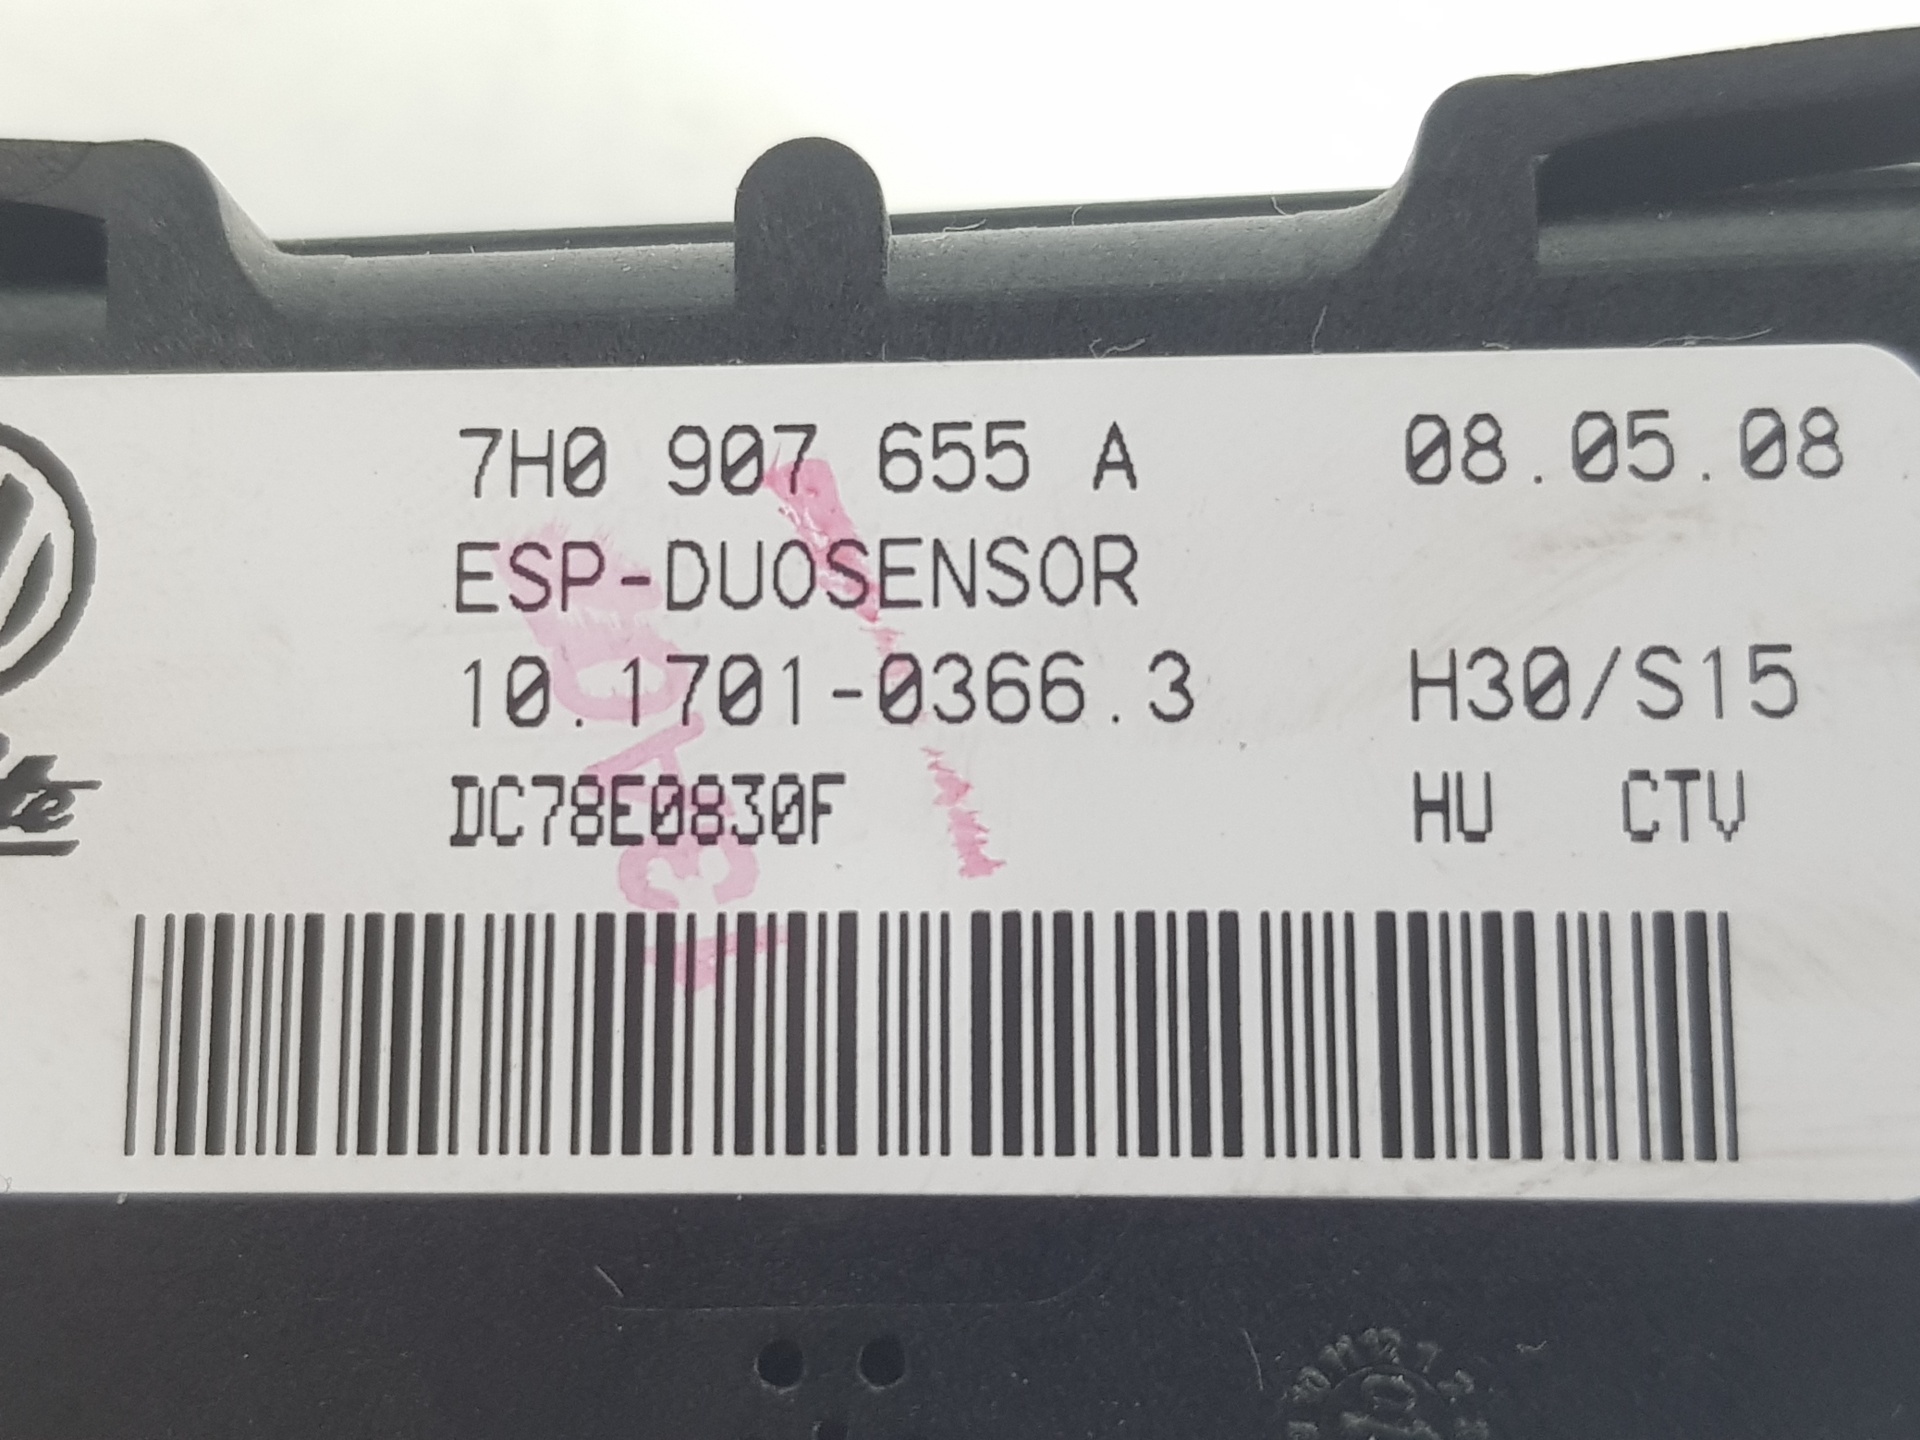 7H0 907 655 A 08.05.08
ESP-DUOSENSOR
10.1701-0366.3 H30/S15
DC78E0830F HU CTV